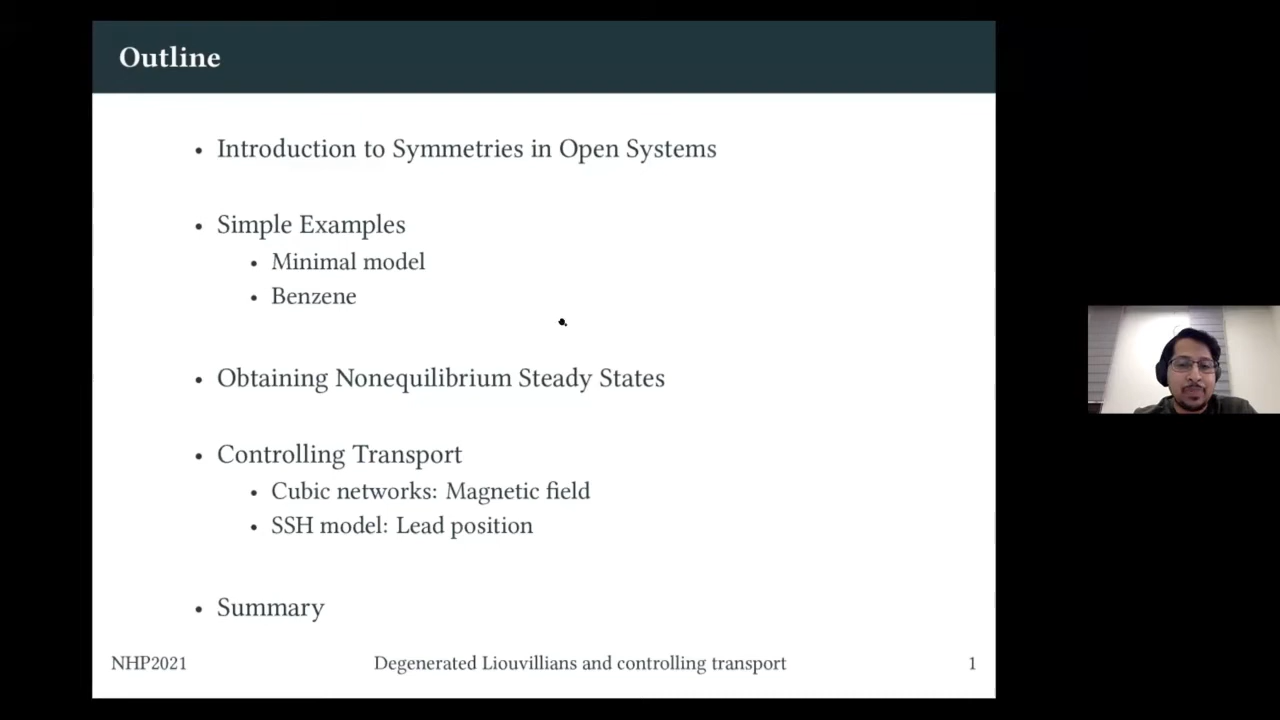 Outline
• Introduction to Symmetries in Open Systems
• Simple Examples
• Minimal model
• Benzene
• Obtaining Nonequilibrium Steady States
• Controlling Transport
• Cubic networks: Magnetic field
• SSH model: Lead position
• Summary
NHP2021 Degenerated Liouvillians and controlling transport 1